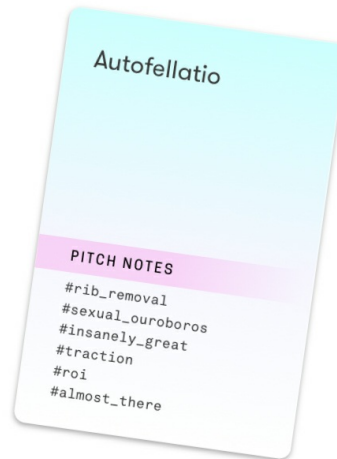 Autofellatio
PITCH NOTES
#rib_removal
#sexual_ouroboros
#insanely_great
#traction
#roi
#almost_there